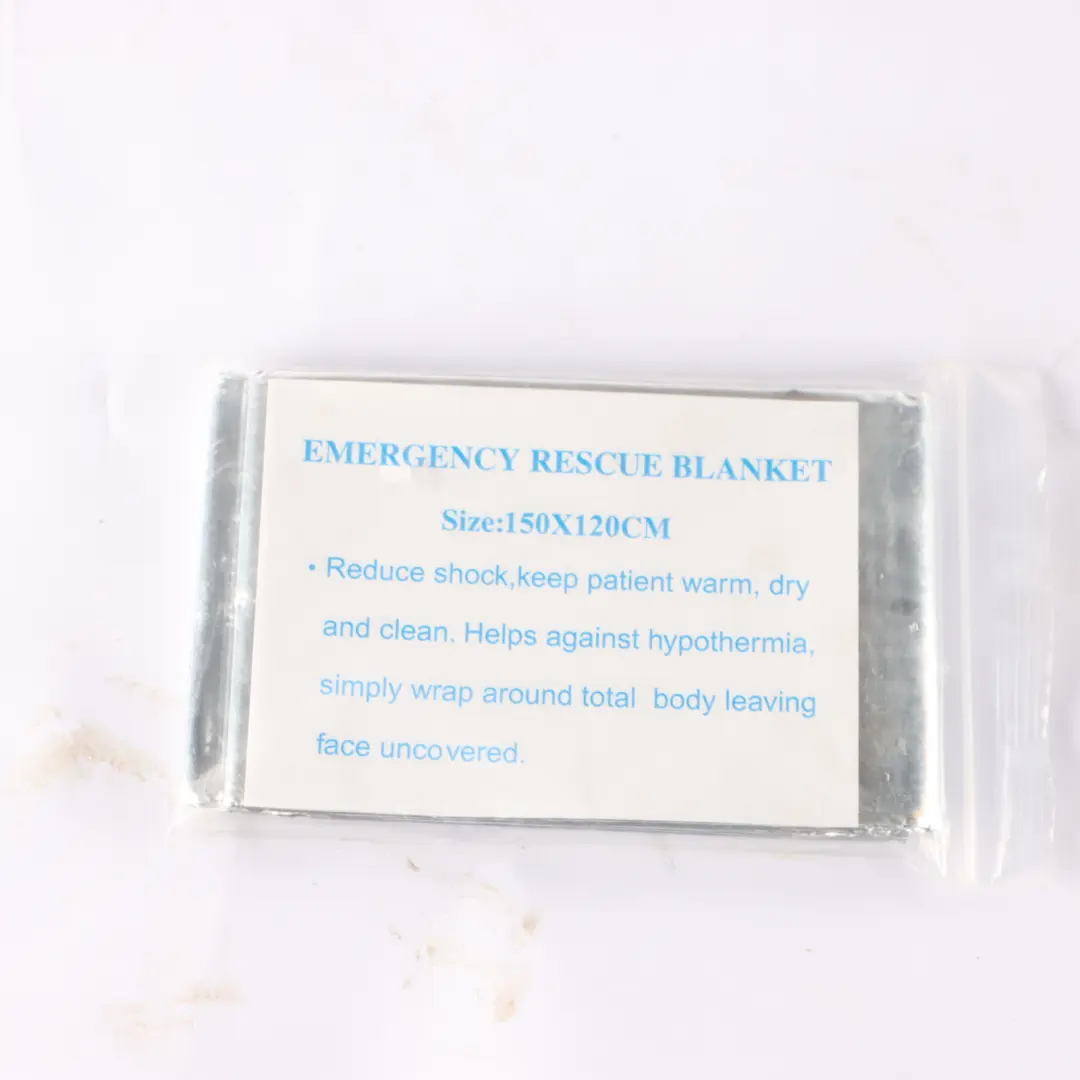 EMERGENCY RESCUE BLANKET
Size:150X120CM
• Reduce shock,keep patient warm, dry
and clean. Helps against hypothermia,
simply wrap around total body leaving
face uncovered.